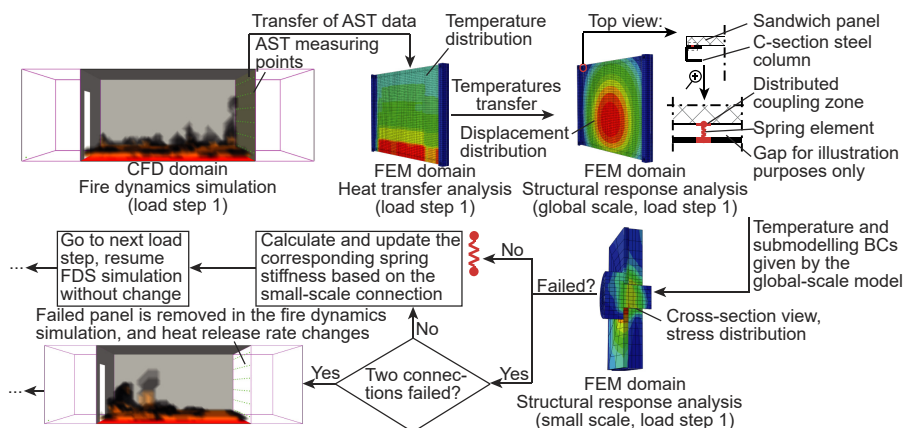 Transfer of AST data
AST measuring
points
CFD domain
Fire dynamics simulation
(load step 1)
Temperature
distribution
FEM domain
Heat transfer analysis
(load step 1)
Temperatures
transfer
Displacement
distribution
Top view:
FEM domain
Structural response analysis
(global scale, load step 1)
Sandwich panel
C-section steel
column
Distributed
coupling zone
Spring element
Gap for illustration
purposes only
Temperature and
submodelling BCs
given by the
global-scale model
Cross-section view,
stress distribution
FEM domain
Structural response analysis
(small scale, load step 1)
Failed?
No
Yes
Calculate and update the
corresponding spring
stiffness based on the
small-scale connection
Go to next load
step, resume
FDS simulation
without change
...
No
Two connec-
tions failed?
Yes
Failed panel is removed in the fire dynamics
simulation, and heat release rate changes
...